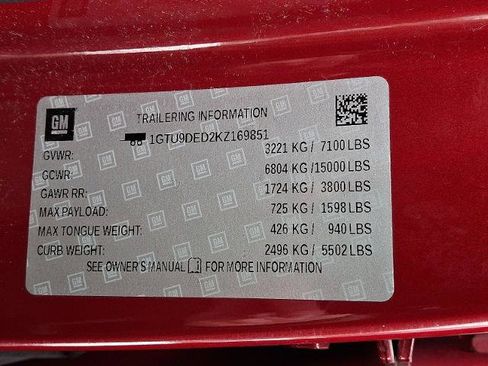 GM
TRAILERING INFORMATION
1GTU9DED2KZ169851
GVWR: 3221 KG / 7100 LBS
GCWR: 6804 KG /15000 LBS
GAWR RR: 1724 KG / 3800 LBS
MAX PAYLOAD: 725 KG / 1598 LBS
MAX TONGUE WEIGHT: 426 KG / 940 LBS
CURB WEIGHT: 2496 KG / 5502 LBS
SEE OWNER'S MANUAL FOR MORE INFORMATION